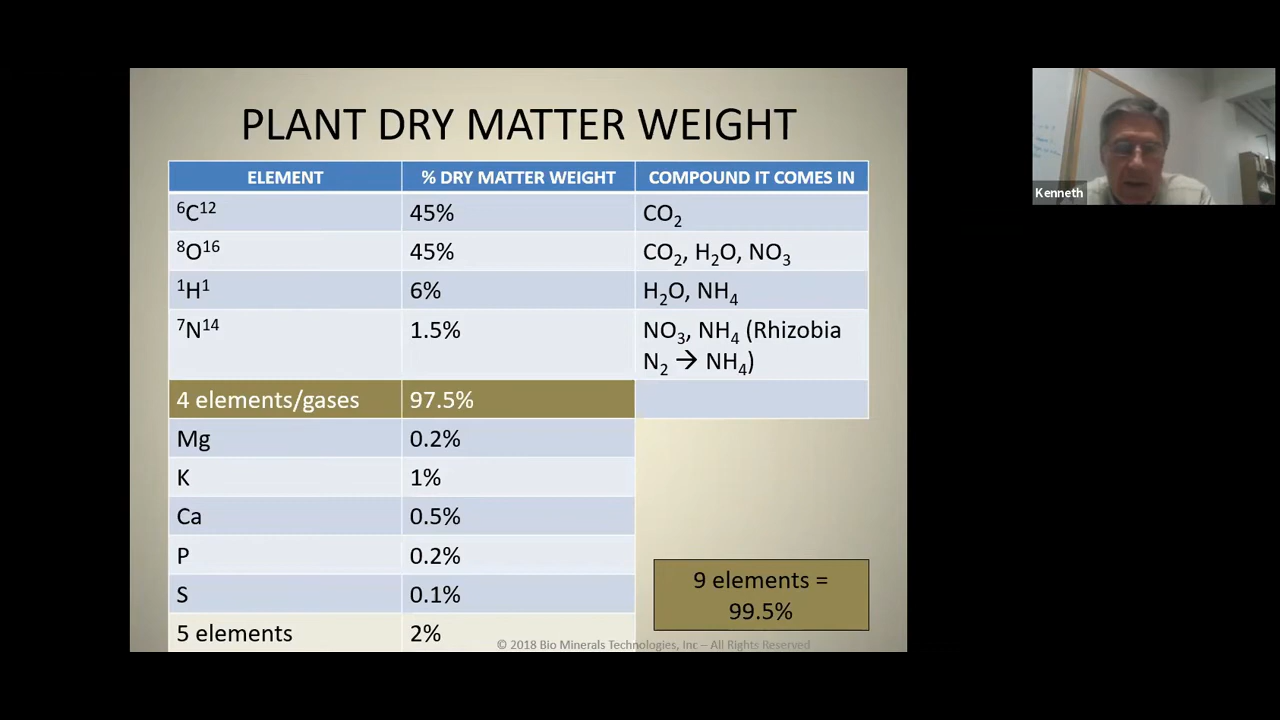 PLANT DRY MATTER WEIGHT
ELEMENT % DRY MATTER WEIGHT COMPOUND IT COMES IN
⁶C¹² 45% CO₂
⁸O¹⁶ 45% CO₂, H₂O, NO₃
¹H¹ 6% H₂O, NH₄
⁷N¹⁴ 1.5% NO₃, NH₄ (Rhizobia
N₂ → NH₄)
4 elements/gases 97.5%
Mg 0.2%
K 1%
Ca 0.5%
P 0.2%
S 0.1%
5 elements 2%
9 elements =
99.5%
© 2018 Bio Minerals Technologies, Inc – All Rights Reserved
Kenneth